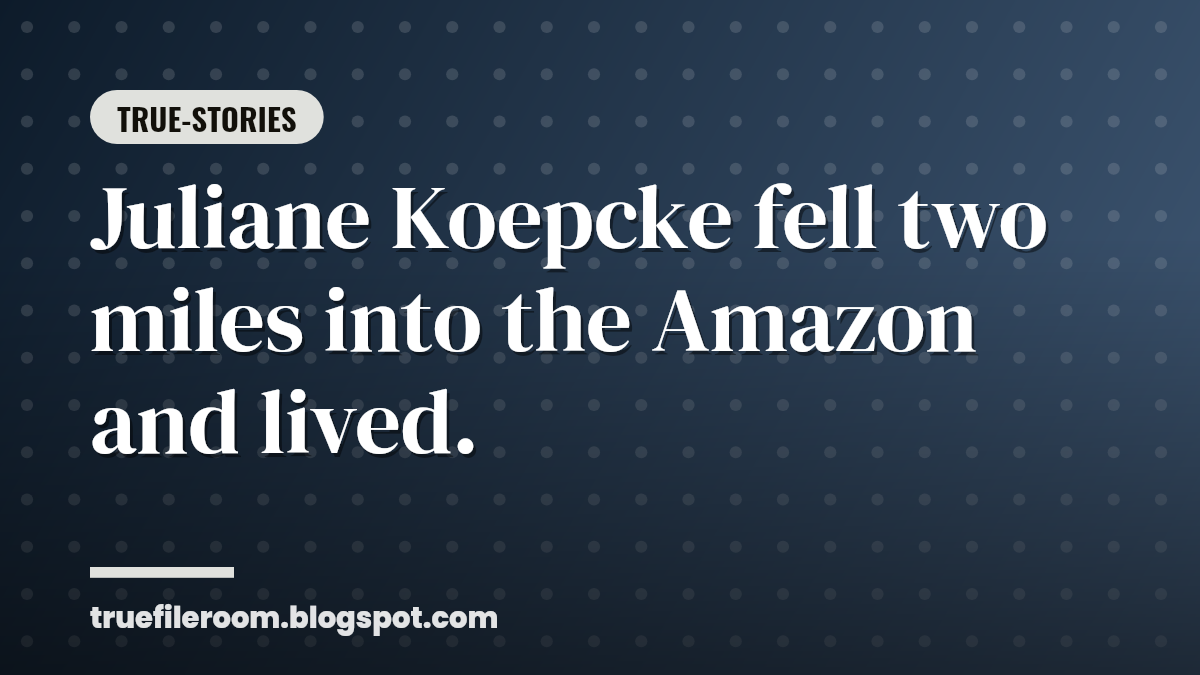 TRUE-STORIES
Juliane Koepcke fell two
miles into the Amazon
and lived.
truefileroom.blogspot.com